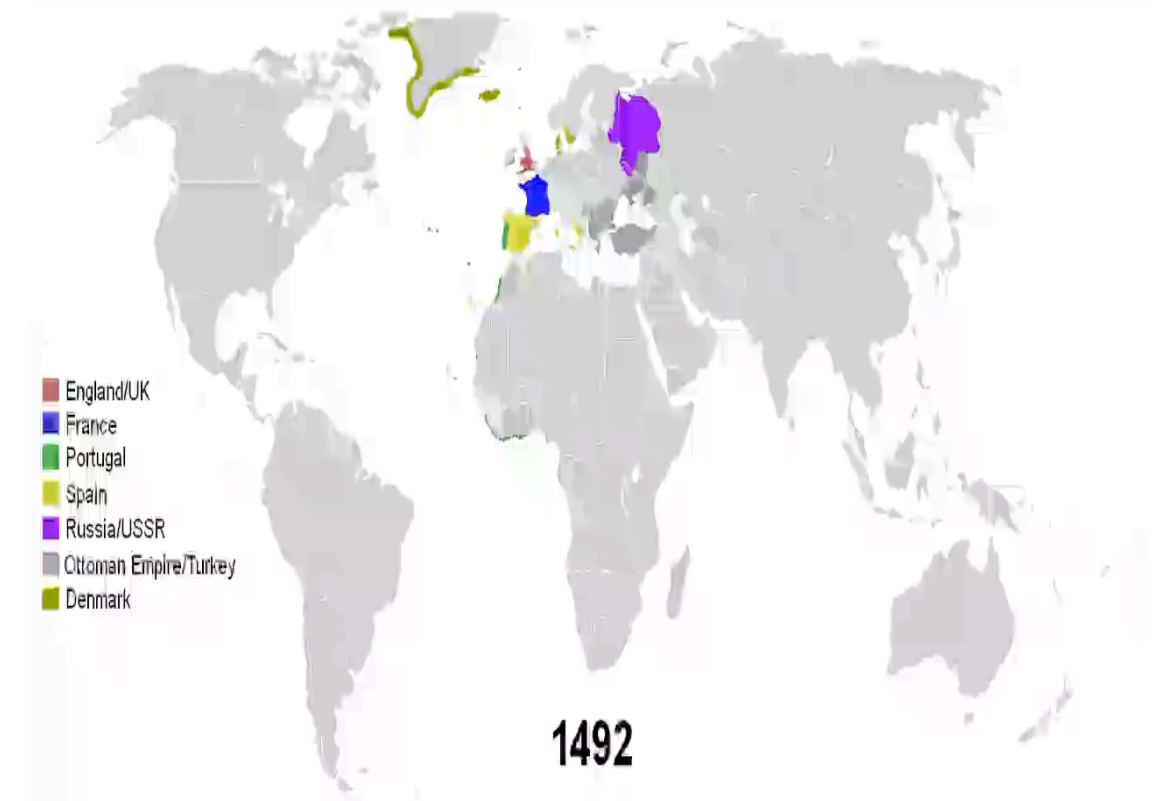 England/UK
France
Portugal
Spain
Russia/USSR
Ottoman Empire/Turkey
Denmark
1492